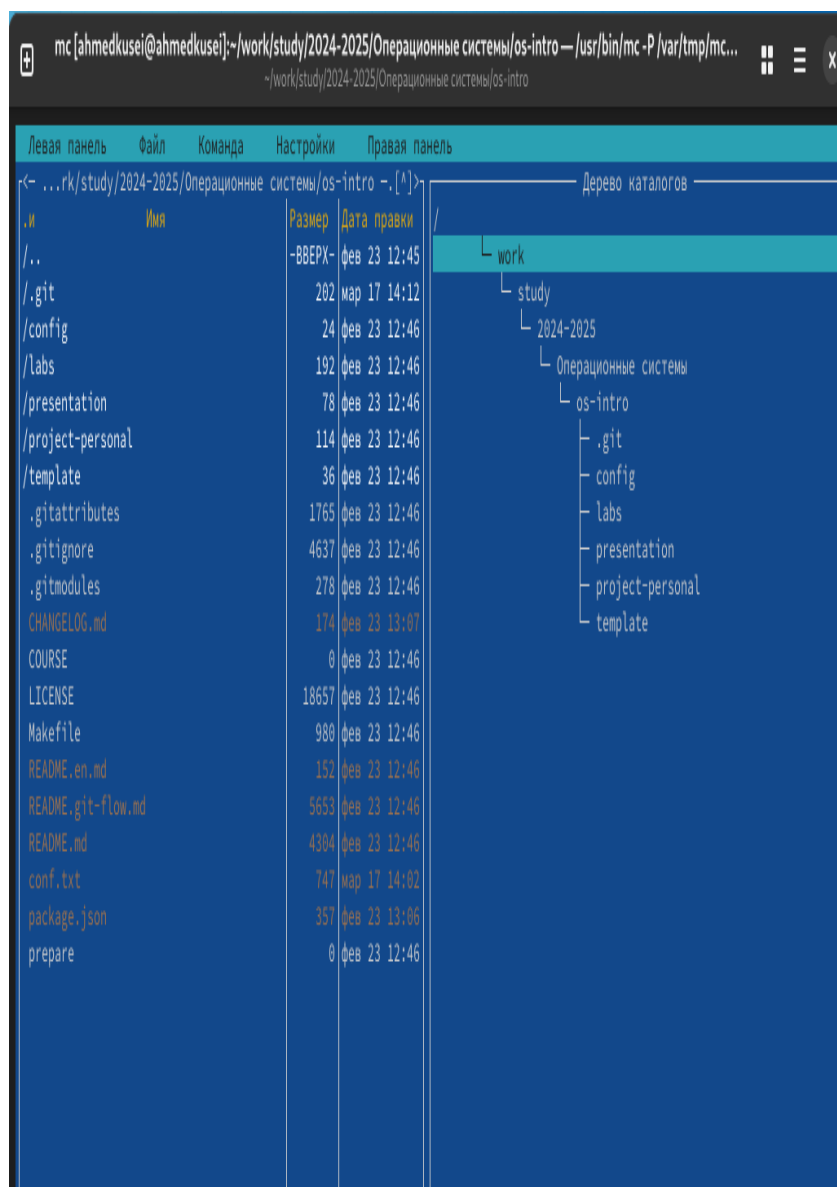 mc [ahmedkusei@ahmedkusei]:~/work/study/2024-2025/Операционные системы/os-intro — /usr/bin/mc -P /var/tmp/mc...
~/work/study/2024-2025/Операционные системы/os-intro
Левая панель Файл Команда Настройки Правая панель
<- ...rk/study/2024-2025/Операционные системы/os-intro -.[^]>
.и Имя Размер Дата правки
/.. -ВВЕРХ- фев 23 12:45
/.git 202 мар 17 14:12
/config 24 фев 23 12:46
/labs 192 фев 23 12:46
/presentation 78 фев 23 12:46
/project-personal 114 фев 23 12:46
/template 36 фев 23 12:46
.gitattributes 1765 фев 23 12:46
.gitignore 4637 фев 23 12:46
.gitmodules 278 фев 23 12:46
CHANGELOG.md 174 фев 23 13:07
COURSE 0 фев 23 12:46
LICENSE 18657 фев 23 12:46
Makefile 980 фев 23 12:46
README.en.md 152 фев 23 12:46
README.git-flow.md 5653 фев 23 12:46
README.md 4304 фев 23 12:46
conf.txt 747 мар 17 14:02
package.json 357 фев 23 13:06
prepare 0 фев 23 12:46
Дерево каталогов
/
work
study
2024-2025
Операционные системы
os-intro
.git
config
labs
presentation
project-personal
template